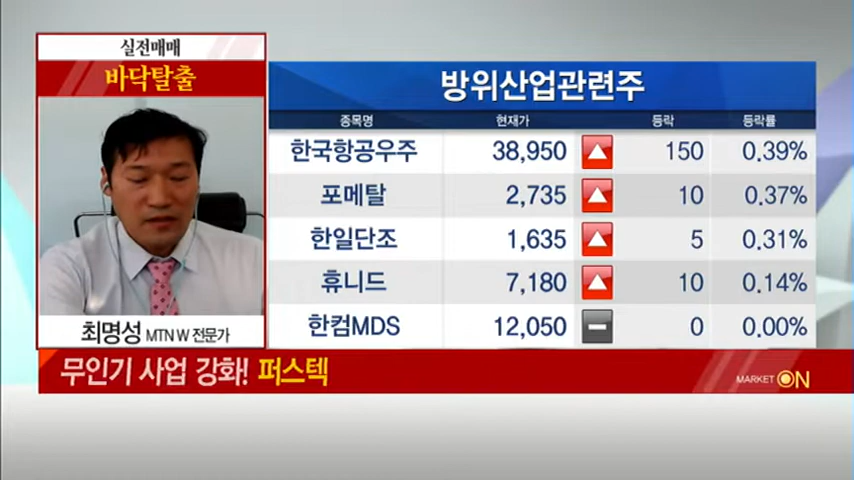 실전매매
바닥탈출
최명성 MTN W 전문가
방위산업관련주
종목명 현재가 등락 등락률
한국항공우주 38,950 150 0.39%
포메탈 2,735 10 0.37%
한일단조 1,635 5 0.31%
휴니드 7,180 10 0.14%
한컴MDS 12,050 0 0.00%
무인기 사업 강화! 퍼스텍
MARKET ON